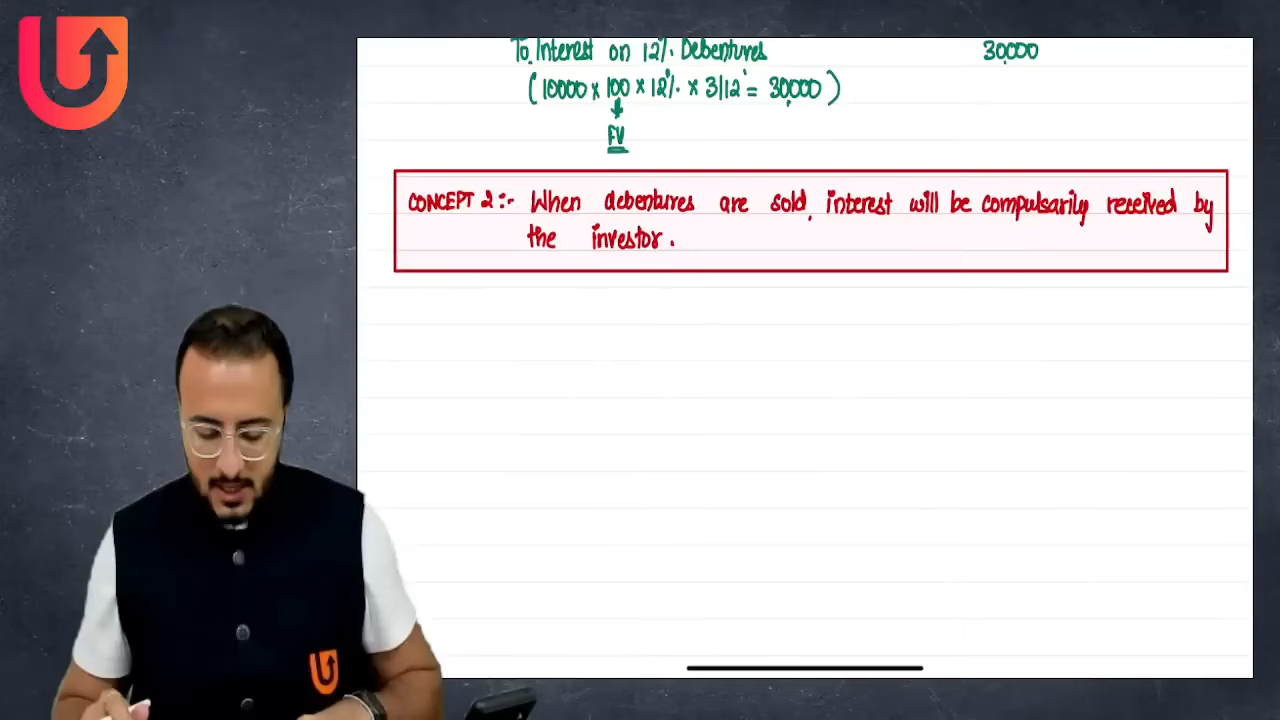 To Interest on 12% Debentures 30,000
( 10000 x 100 x 12% x 3/12 = 30,000 )
FV
CONCEPT 2:- When debentures are sold, interest will be compulsarily received by
the investor.